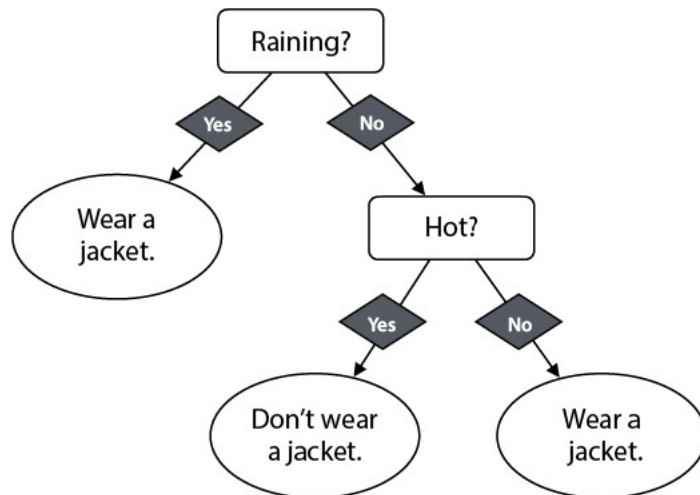 Raining?
Yes
No
Wear a
jacket.
Hot?
Yes
No
Don't wear
a jacket.
Wear a
jacket.